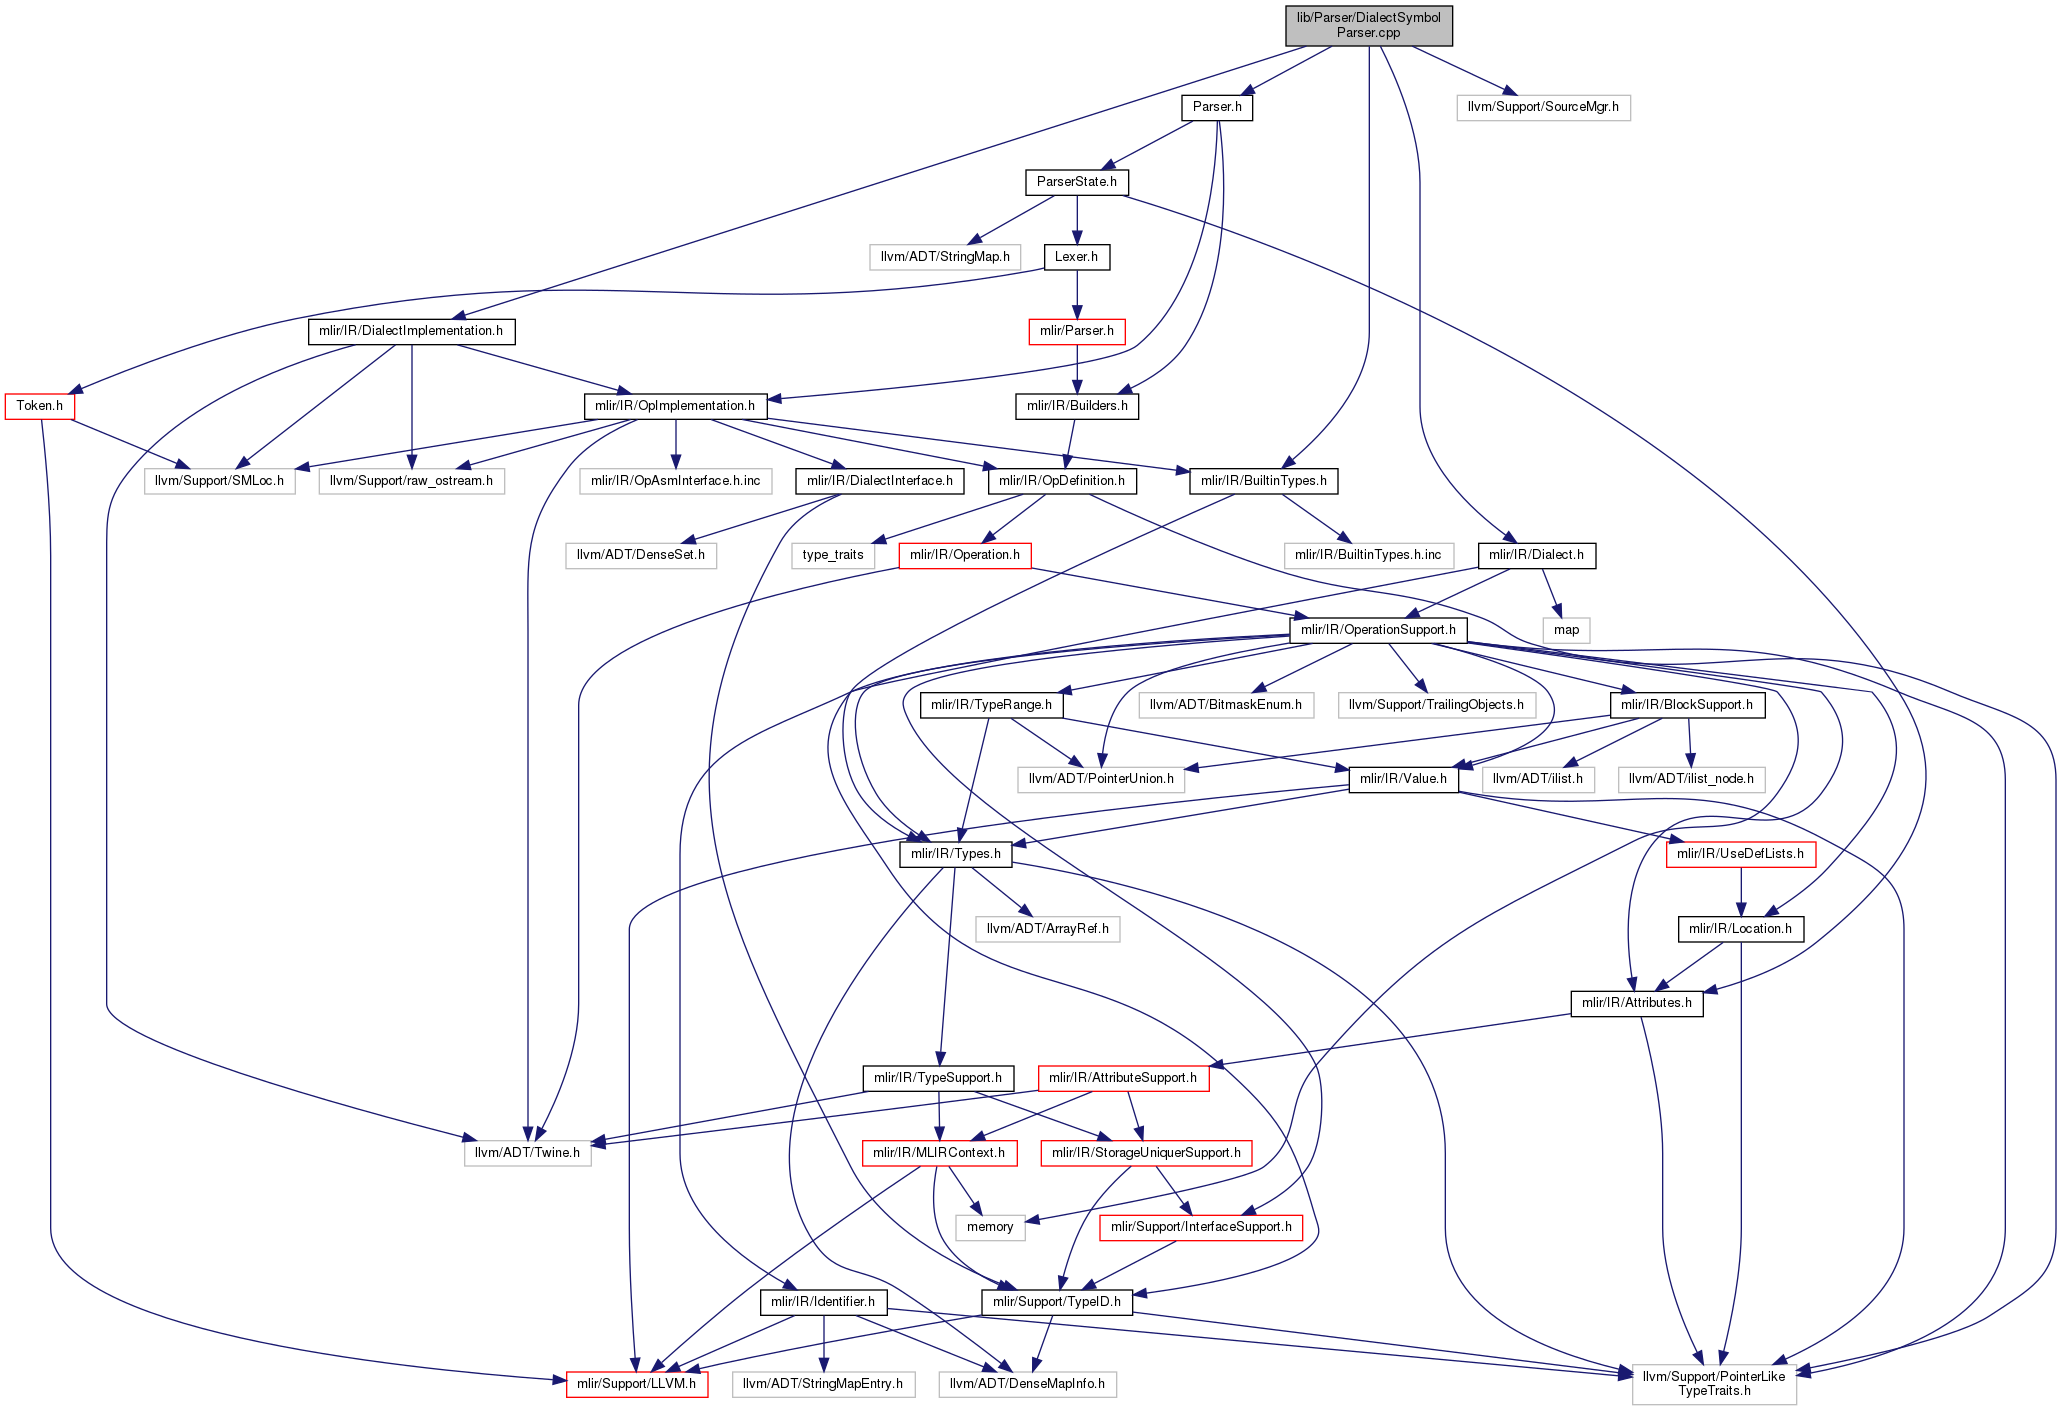 lib/Parser/DialectSymbol
Parser.cpp
Parser.h
llvm/Support/SourceMgr.h
ParserState.h
llvm/ADT/StringMap.h
Lexer.h
mlir/IR/DialectImplementation.h
mlir/Parser.h
Token.h
mlir/IR/OpImplementation.h
mlir/IR/Builders.h
llvm/Support/SMLoc.h
llvm/Support/raw_ostream.h
mlir/IR/OpAsmInterface.h.inc
mlir/IR/DialectInterface.h
mlir/IR/OpDefinition.h
mlir/IR/BuiltinTypes.h
llvm/ADT/DenseSet.h
type_traits
mlir/IR/Operation.h
mlir/IR/BuiltinTypes.h.inc
mlir/IR/Dialect.h
mlir/IR/OperationSupport.h
map
mlir/IR/TypeRange.h
llvm/ADT/BitmaskEnum.h
llvm/Support/TrailingObjects.h
mlir/IR/BlockSupport.h
llvm/ADT/PointerUnion.h
mlir/IR/Value.h
llvm/ADT/ilist.h
llvm/ADT/ilist_node.h
mlir/IR/Types.h
mlir/IR/UseDefLists.h
llvm/ADT/ArrayRef.h
mlir/IR/Location.h
mlir/IR/Attributes.h
mlir/IR/TypeSupport.h
mlir/IR/AttributeSupport.h
llvm/ADT/Twine.h
mlir/IR/MLIRContext.h
mlir/IR/StorageUniquerSupport.h
memory
mlir/Support/InterfaceSupport.h
mlir/IR/Identifier.h
mlir/Support/TypeID.h
mlir/Support/LLVM.h
llvm/ADT/StringMapEntry.h
llvm/ADT/DenseMapInfo.h
llvm/Support/PointerLike
TypeTraits.h